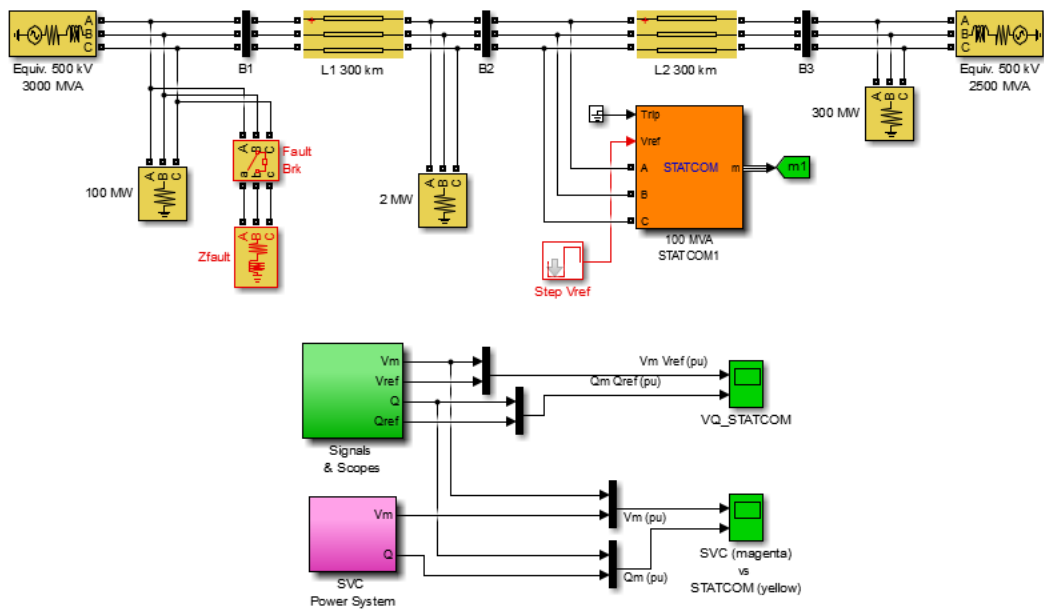 A
B
C
Equiv. 500 kV
3000 MVA
B1
L1 300 km
B2
L2 300 km
B3
A
B
C
Equiv. 500 kV
2500 MVA
A B C
100 MW
A B C
a b c
Fault
Brk
A B C
Zfault
A B C
2 MW
Trip
Vref
A
B
C
STATCOM
m
m1
100 MVA
STATCOM1
Step Vref
A B C
300 MW
Vm
Vref
Q
Qref
Signals
& Scopes
Vm Vref (pu)
Qm Qref (pu)
VQ_STATCOM
Vm
Q
SVC
Power System
Vm (pu)
Qm (pu)
SVC (magenta)
vs
STATCOM (yellow)